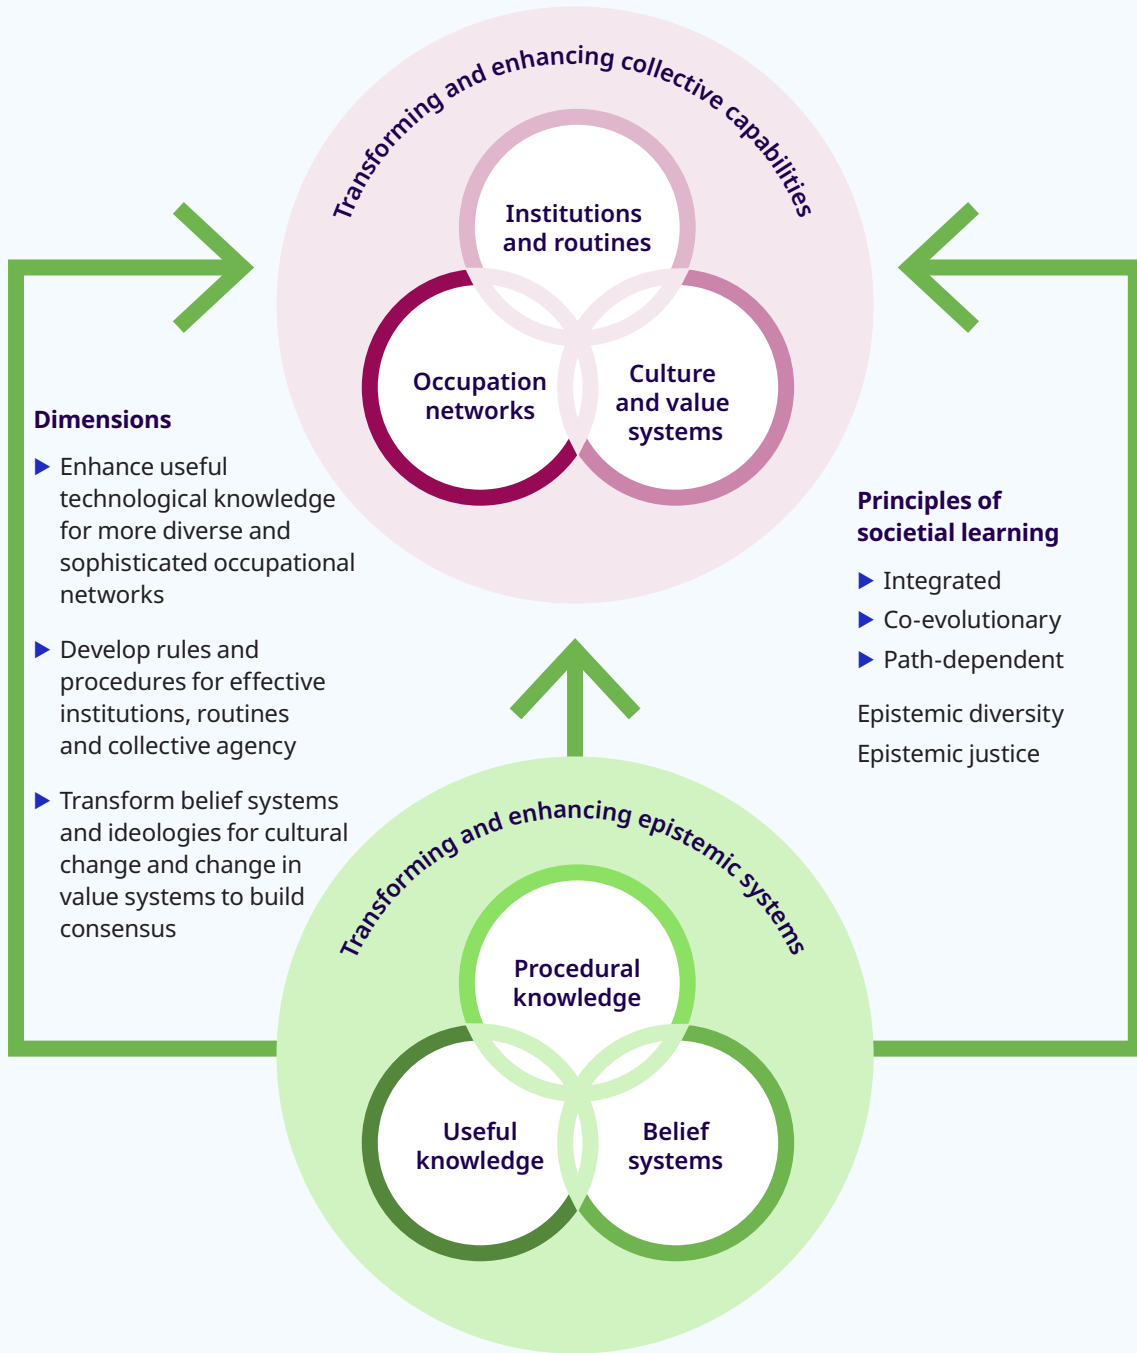 Transforming and enhancing collective capabilities
Institutions
and routines
Occupation
networks
Culture
and value
systems
Dimensions
Enhance useful
technological knowledge
for more diverse and
sophisticated occupational
networks
Develop rules and
procedures for effective
institutions, routines
and collective agency
Transform belief systems
and ideologies for cultural
change and change in
value systems to build
consensus
Principles of
societial learning
Integrated
Co-evolutionary
Path-dependent
Epistemic diversity
Epistemic justice
Transforming and enhancing epistemic systems
Procedural
knowledge
Useful
knowledge
Belief
systems